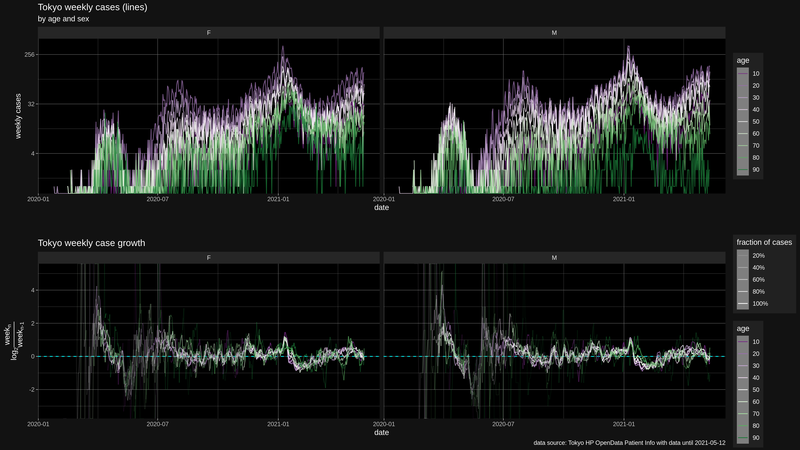 Tokyo weekly cases (lines)
by age and sex
F
M
weekly cases
256
32
4
2020-01
2020-07
2021-01
2020-01
2020-07
2021-01
date
age
10
20
30
40
50
60
70
80
90
Tokyo weekly case growth
F
M
log₂ weekₙ / weekₙ₋₁
4
2
0
-2
2020-01
2020-07
2021-01
2020-01
2020-07
2021-01
date
fraction of cases
20%
40%
60%
80%
100%
age
10
20
30
40
50
60
70
80
90
data source: Tokyo HP OpenData Patient Info with data until 2021-05-12